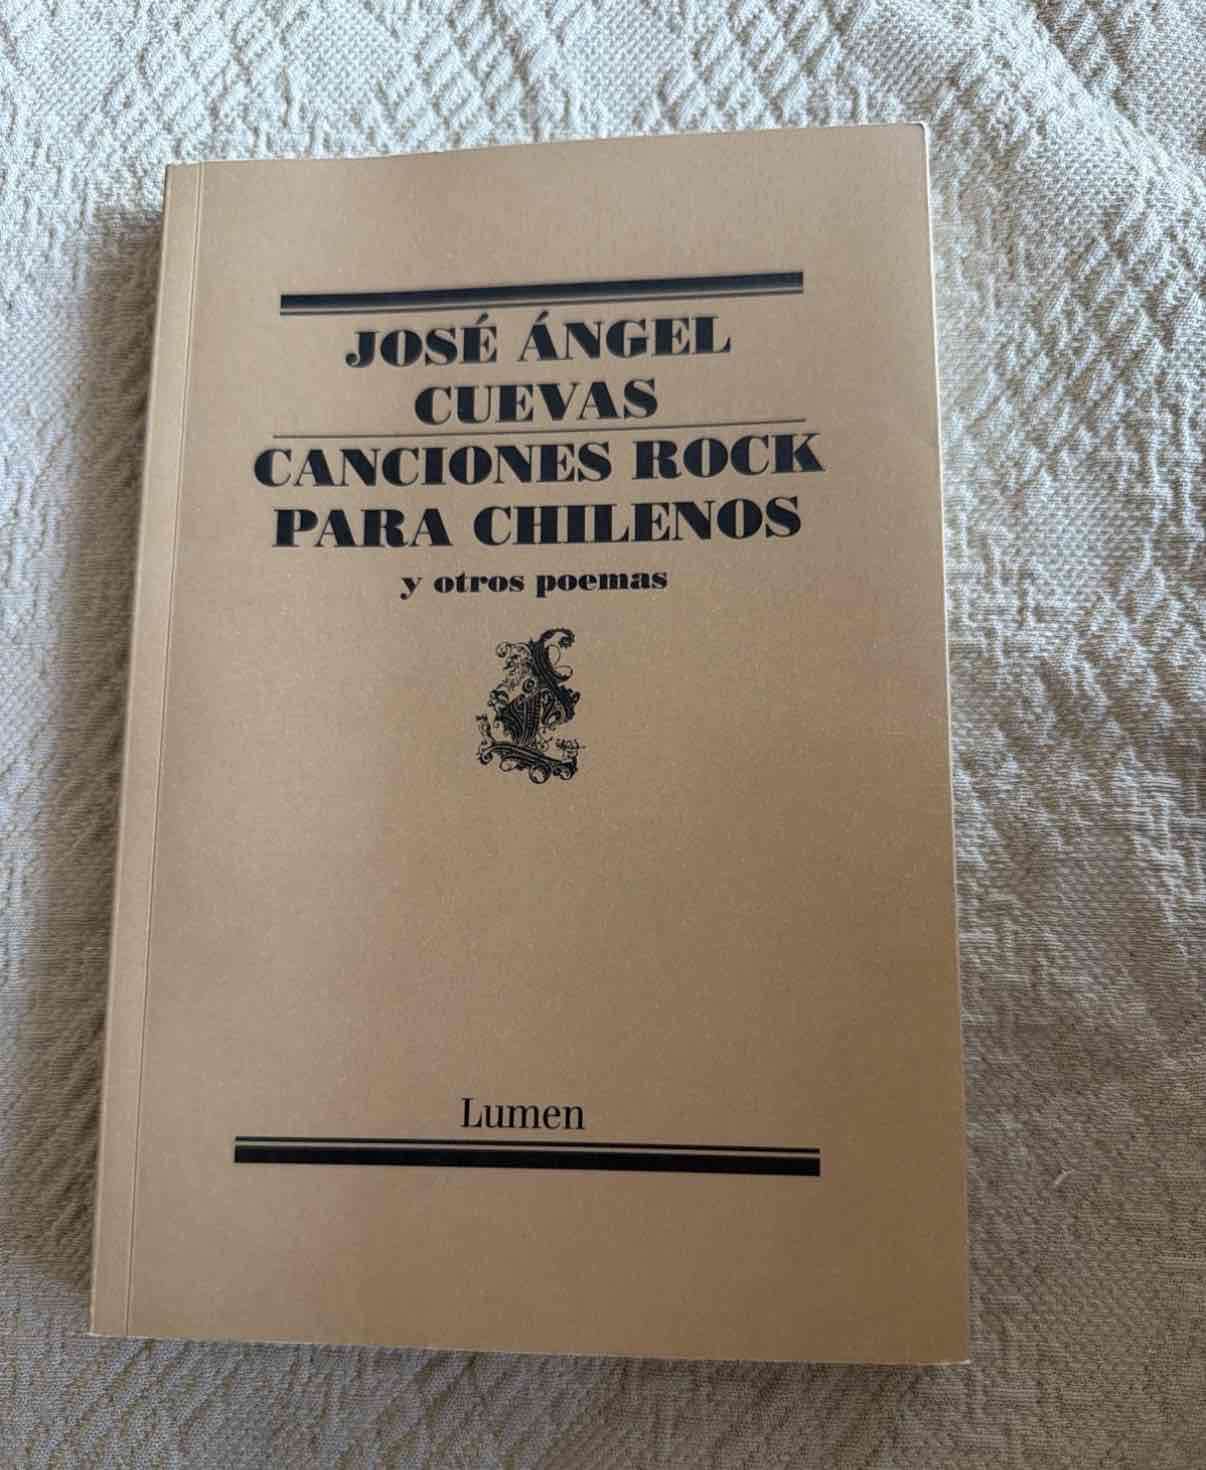 JOSÉ ÁNGEL
CUEVAS
CANCIONES ROCK
PARA CHILENOS
y otros poemas
Lumen